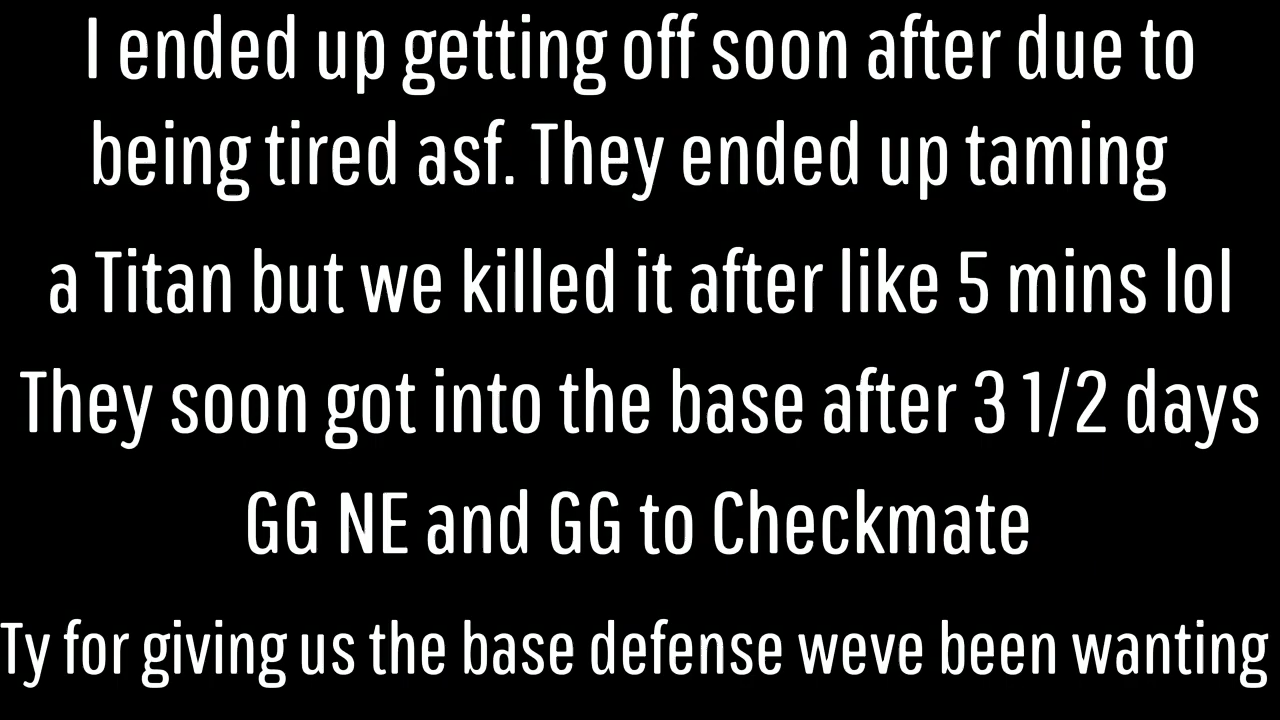 I ended up getting off soon after due to
being tired asf. They ended up taming
a Titan but we killed it after like 5 mins lol
They soon got into the base after 3 1/2 days
GG NE and GG to Checkmate
Ty for giving us the base defense weve been wanting